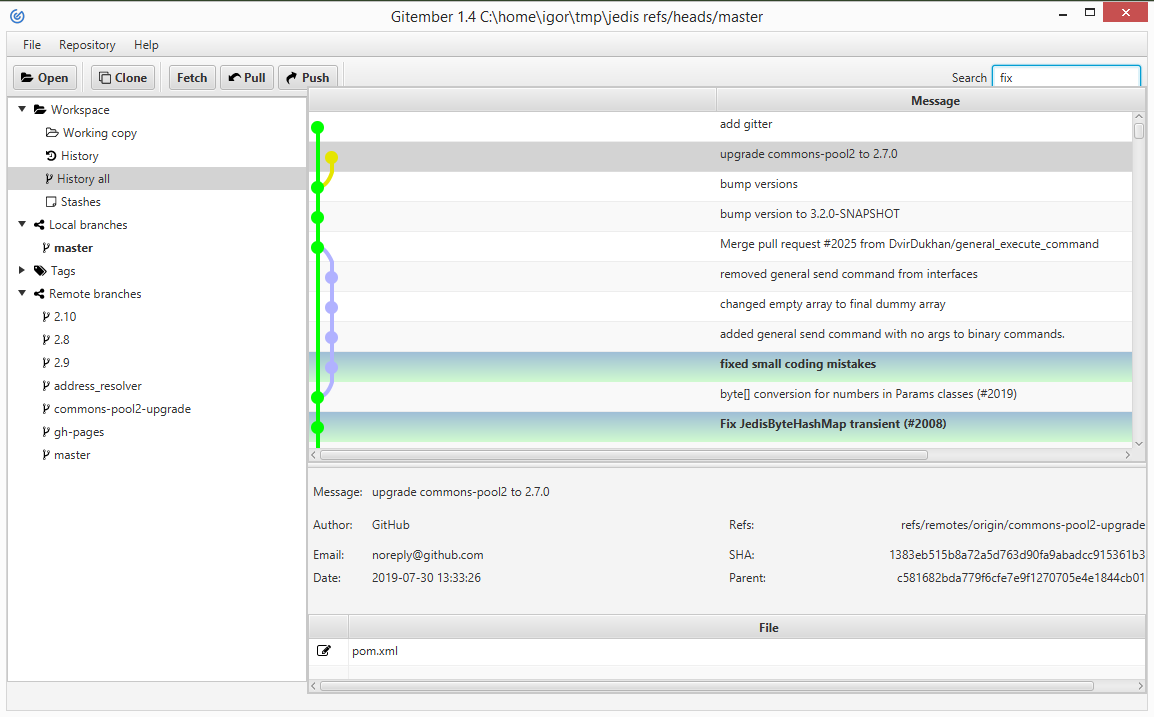 Gitember 1.4 C:\home\igor\tmp\jedis refs/heads/master
File Repository Help
Open Clone Fetch Pull Push Search fix
Workspace
Working copy
History
History all
Stashes
Local branches
master
Tags
Remote branches
2.10
2.8
2.9
address_resolver
commons-pool2-upgrade
gh-pages
master
Message
add gitter
upgrade commons-pool2 to 2.7.0
bump versions
bump version to 3.2.0-SNAPSHOT
Merge pull request #2025 from DvirDukhan/general_execute_command
removed general send command from interfaces
changed empty array to final dummy array
added general send command with no args to binary commands.
fixed small coding mistakes
byte[] conversion for numbers in Params classes (#2019)
Fix JedisByteHashMap transient (#2008)
Message: upgrade commons-pool2 to 2.7.0
Author: GitHub Refs: refs/remotes/origin/commons-pool2-upgrade
Email: noreply@github.com SHA: 1383eb515b8a72a5d763d90fa9abadcc915361b3
Date: 2019-07-30 13:33:26 Parent: c581682bda779f6cfe7e9f1270705e4e1844cb01
File
pom.xml